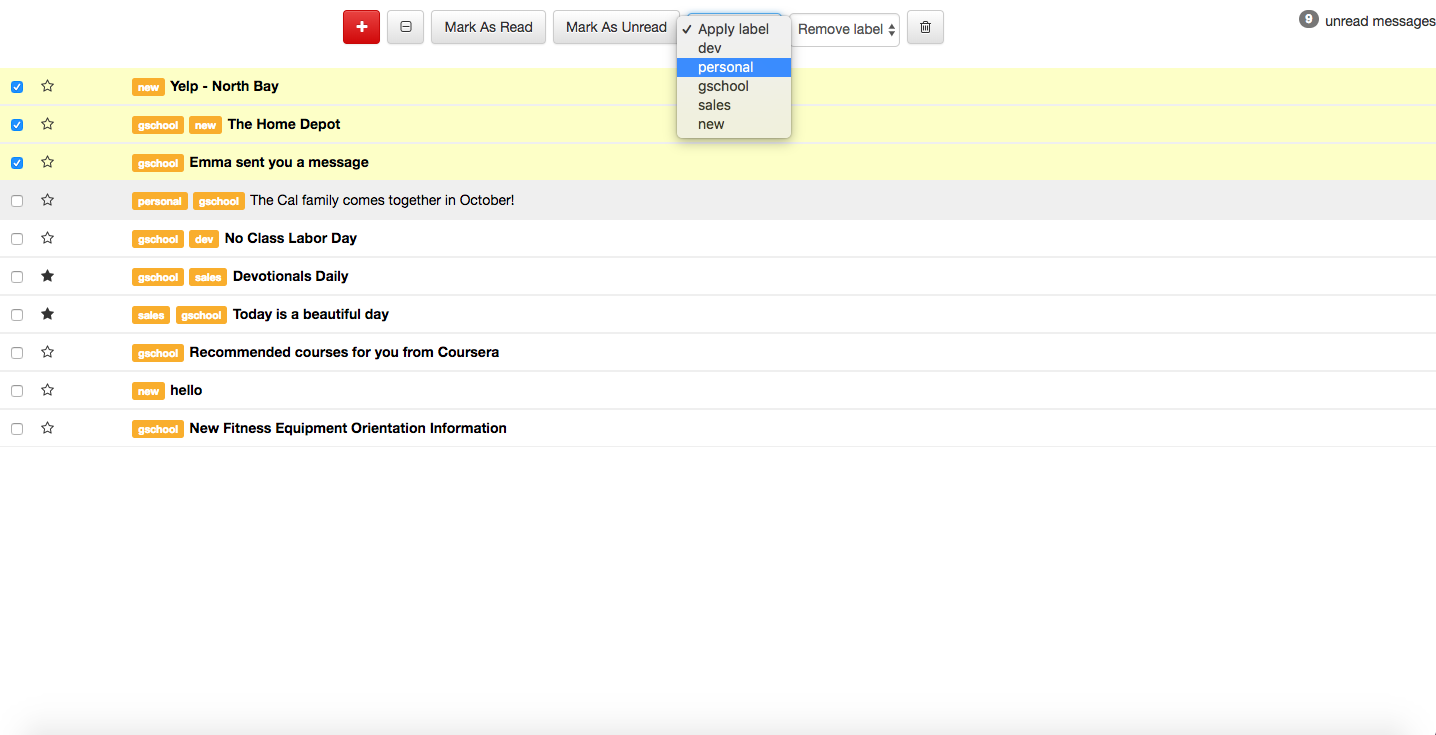 + Mark As Read Mark As Unread ✓ Apply label Remove label 9 unread messages
dev
personal
gschool
sales
new
new Yelp - North Bay
gschool new The Home Depot
gschool Emma sent you a message
personal gschool The Cal family comes together in October!
gschool dev No Class Labor Day
gschool sales Devotionals Daily
sales gschool Today is a beautiful day
gschool Recommended courses for you from Coursera
new hello
gschool New Fitness Equipment Orientation Information